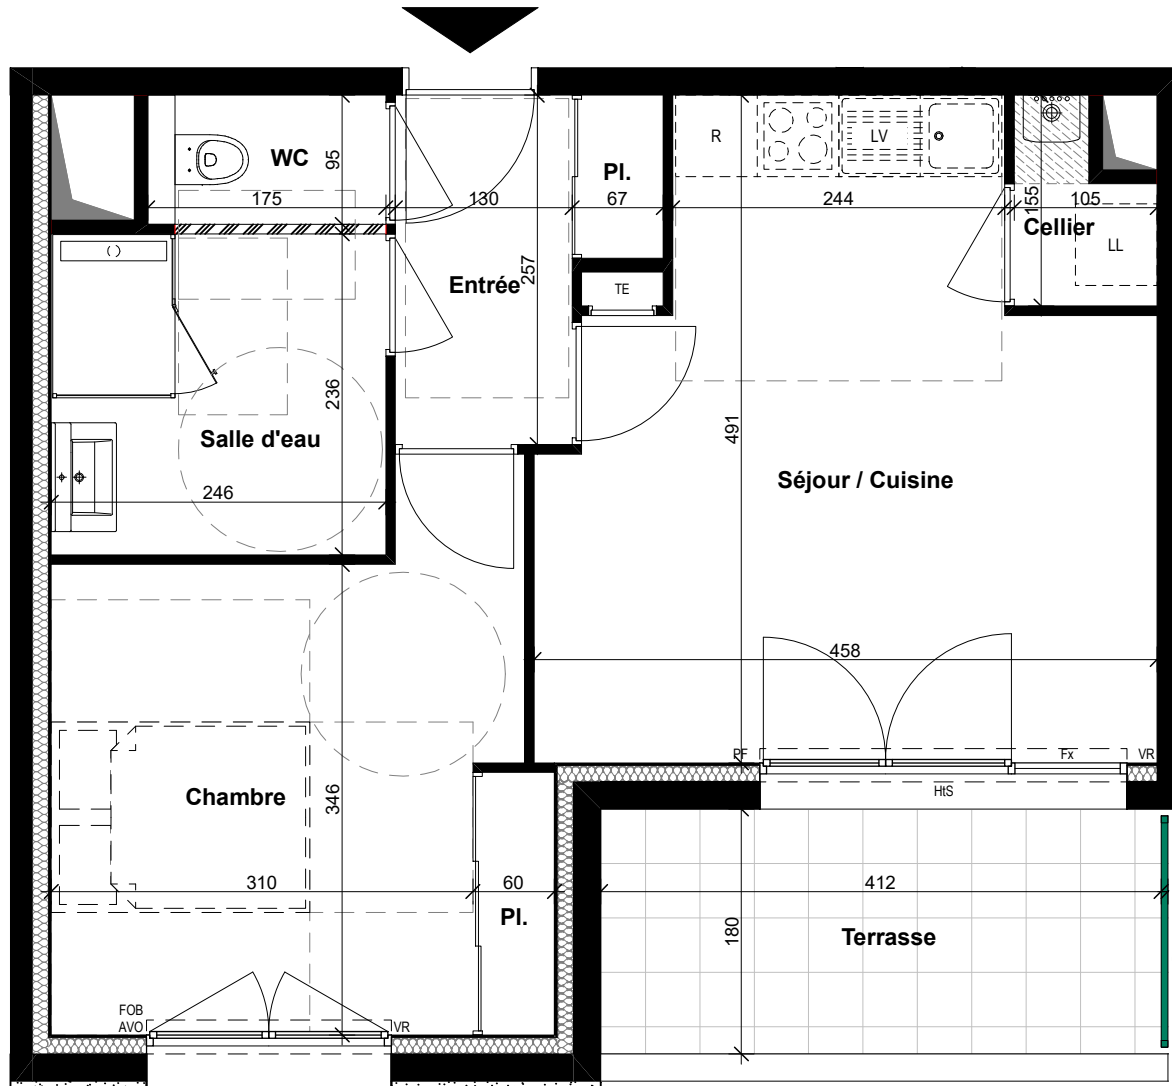 WC
95
175
130
Pl.
67
R
LV
244
155
105
Cellier
LL
Entrée
257
TE
236
Salle d'eau
246
491
Séjour / Cuisine
458
PF
Fx
VR
HtS
Chambre
346
310
60
Pl.
412
180
Terrasse
FOB
AVO
VR